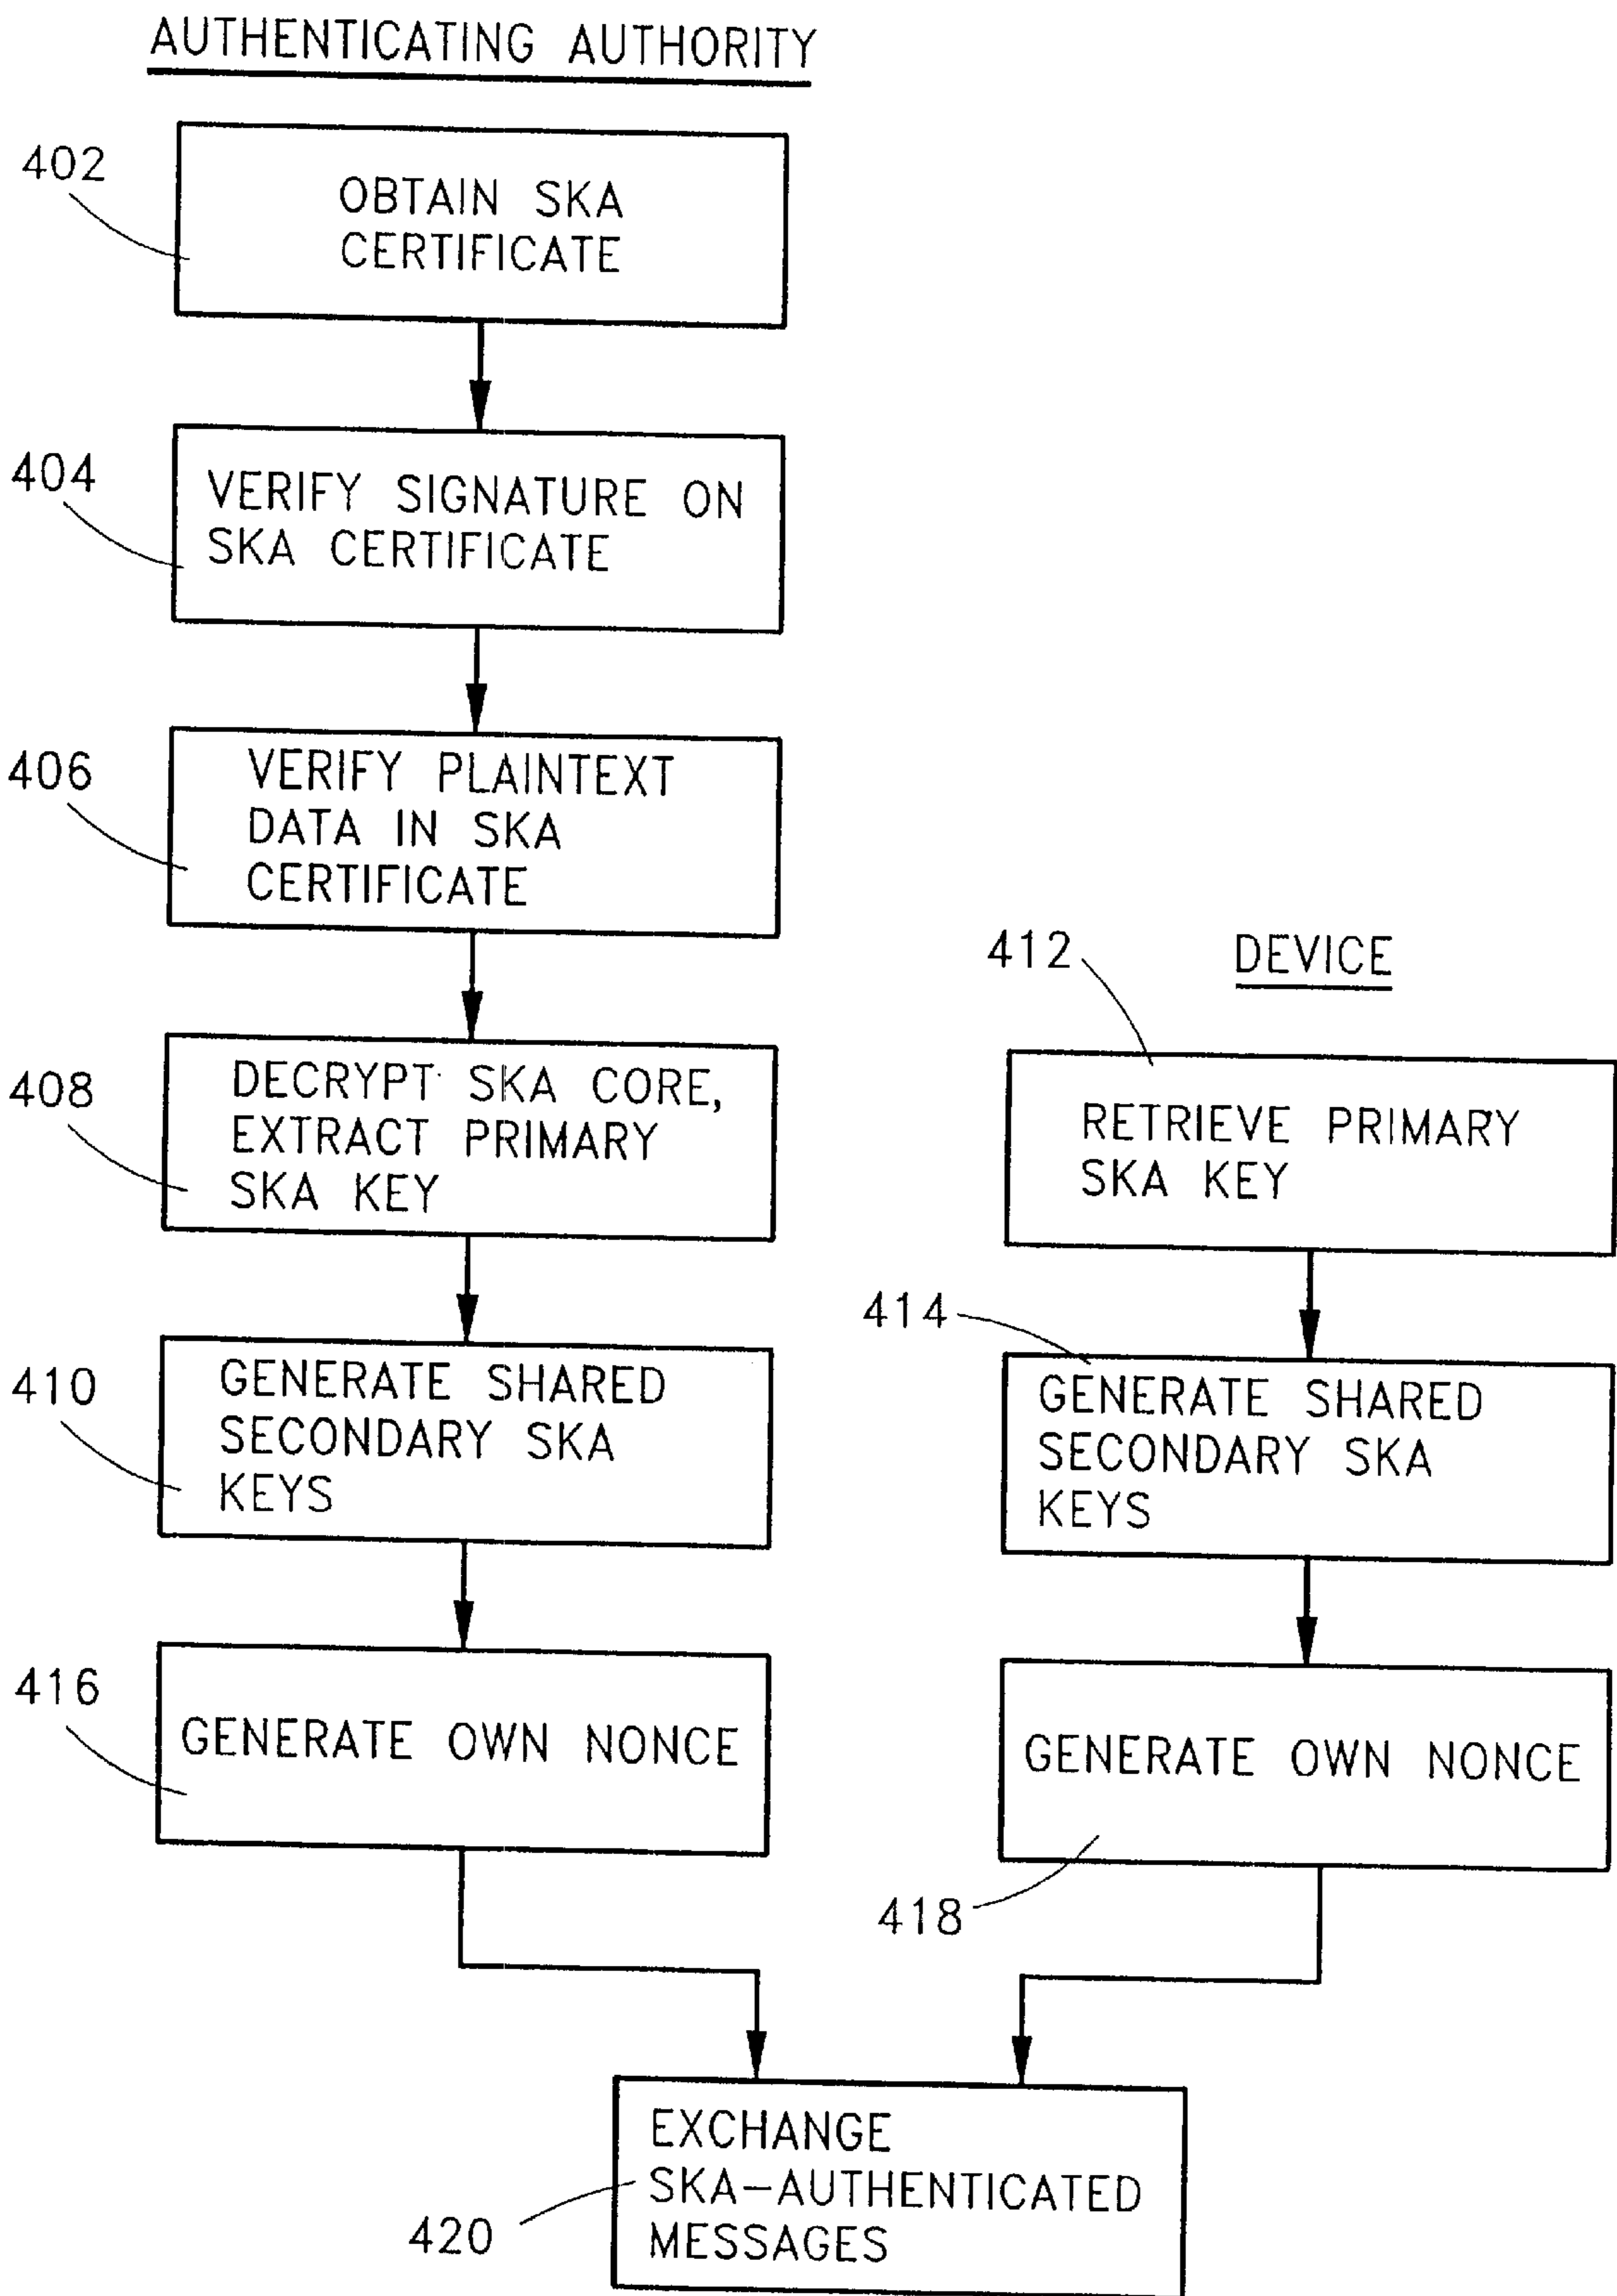 AUTHENTICATING AUTHORITY
402
OBTAIN SKA
CERTIFICATE
404
VERIFY SIGNATURE ON
SKA CERTIFICATE
406
VERIFY PLAINTEXT
DATA IN SKA
CERTIFICATE
408
DECRYPT SKA CORE,
EXTRACT PRIMARY
SKA KEY
410
GENERATE SHARED
SECONDARY SKA
KEYS
416
GENERATE OWN NONCE
DEVICE
412
RETRIEVE PRIMARY
SKA KEY
414
GENERATE SHARED
SECONDARY SKA
KEYS
GENERATE OWN NONCE
418
EXCHANGE
SKA-AUTHENTICATED
MESSAGES
420